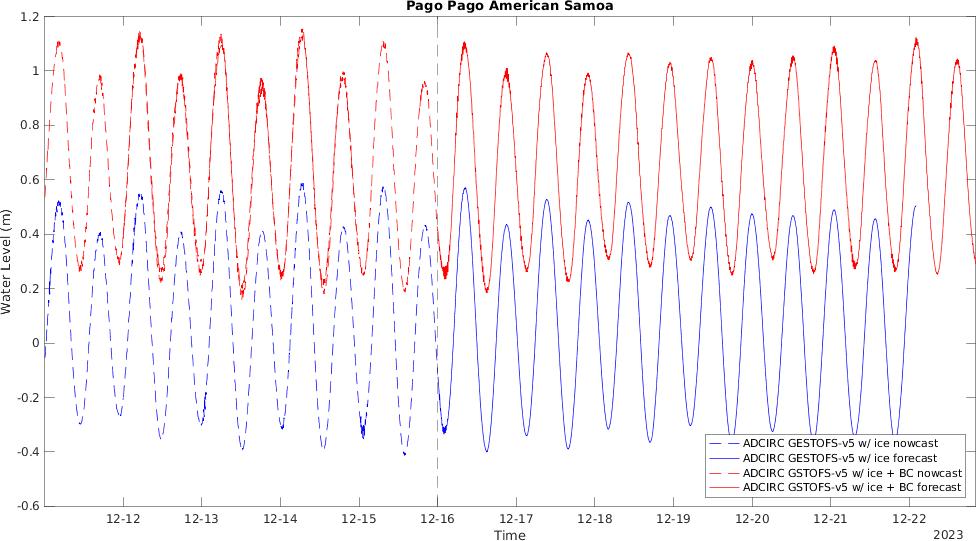 Pago Pago American Samoa
1.2
1
0.8
0.6
0.4
0.2
0
-0.2
-0.4
-0.6
Water Level (m)
ADCIRC GESTOFS-v5 w/ ice nowcast
ADCIRC GESTOFS-v5 w/ ice forecast
ADCIRC GSTOFS-v5 w/ ice + BC nowcast
ADCIRC GSTOFS-v5 w/ ice + BC forecast
12-12 12-13 12-14 12-15 12-16 12-17 12-18 12-19 12-20 12-21 12-22
Time
2023